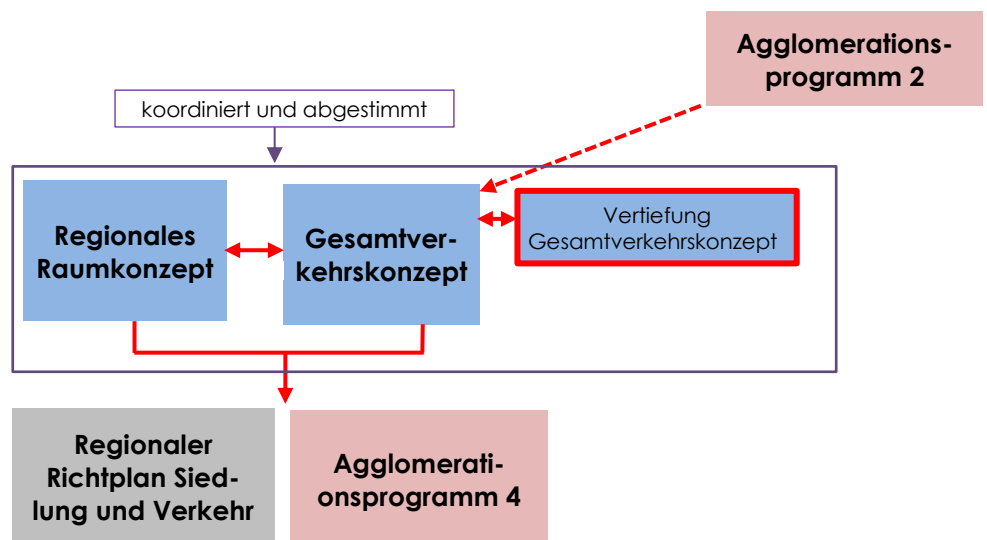 Agglomerations-
programm 2
koordiniert und abgestimmt
Regionales
Raumkonzept
Gesamtver-
kehrskonzept
Vertiefung
Gesamtverkehrskonzept
Regionaler
Richtplan Sied-
lung und Verkehr
Agglomerati-
onsprogramm 4